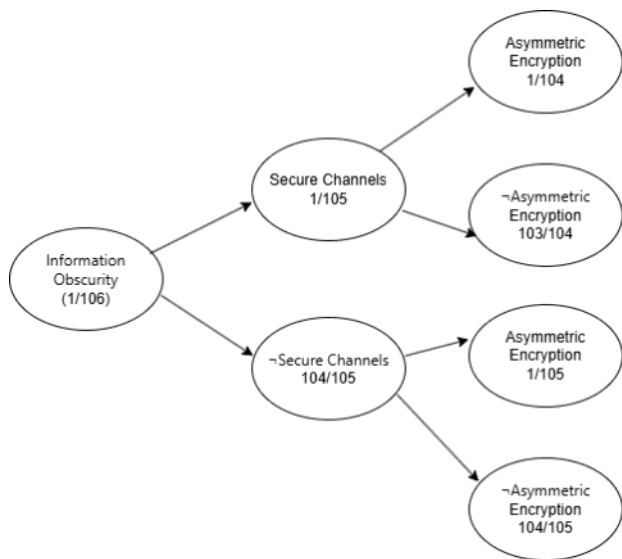 Asymmetric
Encryption
1/104
Secure Channels
1/105
¬Asymmetric
Encryption
103/104
Information
Obscurity
(1/106)
¬Secure Channels
104/105
Asymmetric
Encryption
1/105
¬Asymmetric
Encryption
104/105